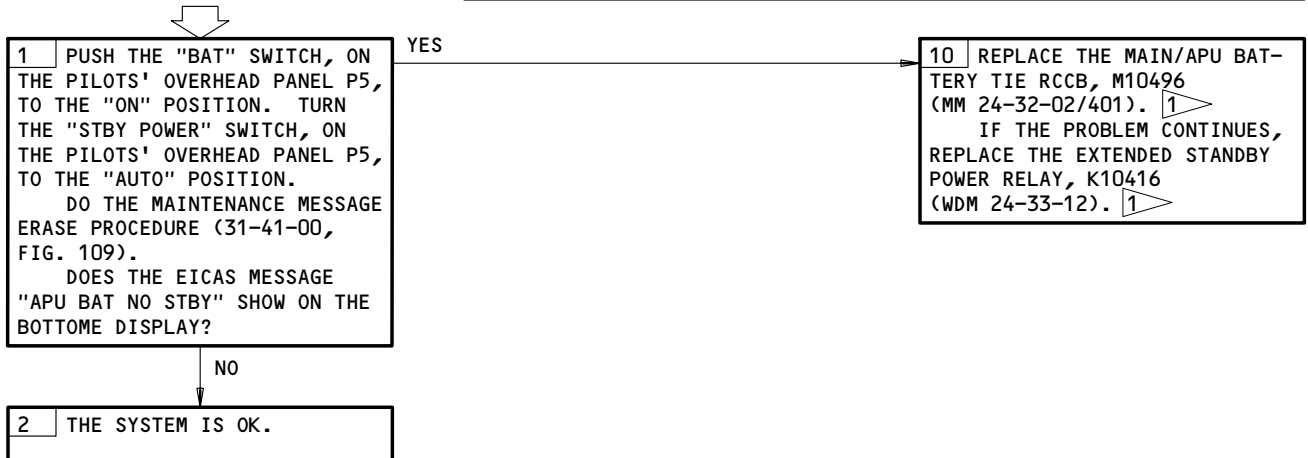 1 PUSH THE "BAT" SWITCH, ON
THE PILOTS' OVERHEAD PANEL P5,
TO THE "ON" POSITION. TURN
THE "STBY POWER" SWITCH, ON
THE PILOTS' OVERHEAD PANEL P5,
TO THE "AUTO" POSITION.
DO THE MAINTENANCE MESSAGE
ERASE PROCEDURE (31-41-00,
FIG. 109).
DOES THE EICAS MESSAGE
"APU BAT NO STBY" SHOW ON THE
BOTTOME DISPLAY?
YES
10 REPLACE THE MAIN/APU BAT-
TERY TIE RCCB, M10496
(MM 24-32-02/401). 1
IF THE PROBLEM CONTINUES,
REPLACE THE EXTENDED STANDBY
POWER RELAY, K10416
(WDM 24-33-12). 1
NO
2 THE SYSTEM IS OK.